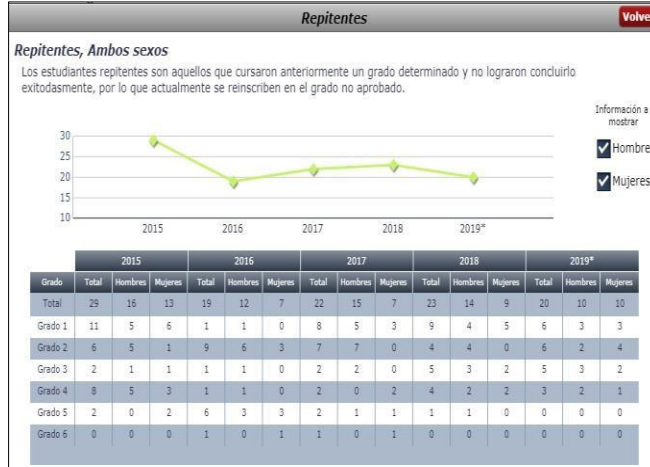 Repitentes
Volve
Repitentes, Ambos sexos
Los estudiantes repitentes son aquellos que cursaron anteriormente un grado determinado y no lograron concluirlo
exitodasmente, por lo que actualmente se reinscriben en el grado no aprobado.
Información a
mostrar
Hombre
Mujeres
30
25
20
15
10
2015 2016 2017 2018 2019*
2015 2016 2017 2018 2019*
Grado Total Hombres Mujeres Total Hombres Mujeres Total Hombres Mujeres Total Hombres Mujeres Total Hombres Mujeres
Total 29 16 13 19 12 7 22 15 7 23 14 9 20 10 10
Grado 1 11 5 6 1 1 0 8 5 3 9 4 5 6 3 3
Grado 2 6 5 1 9 6 3 7 7 0 4 4 0 6 2 4
Grado 3 2 1 1 1 1 0 2 2 0 5 3 2 5 3 2
Grado 4 8 5 3 1 1 0 2 0 2 4 2 2 3 2 1
Grado 5 2 0 2 6 3 3 2 1 1 1 1 0 0 0 0
Grado 6 0 0 0 1 0 1 1 0 1 0 0 0 0 0 0